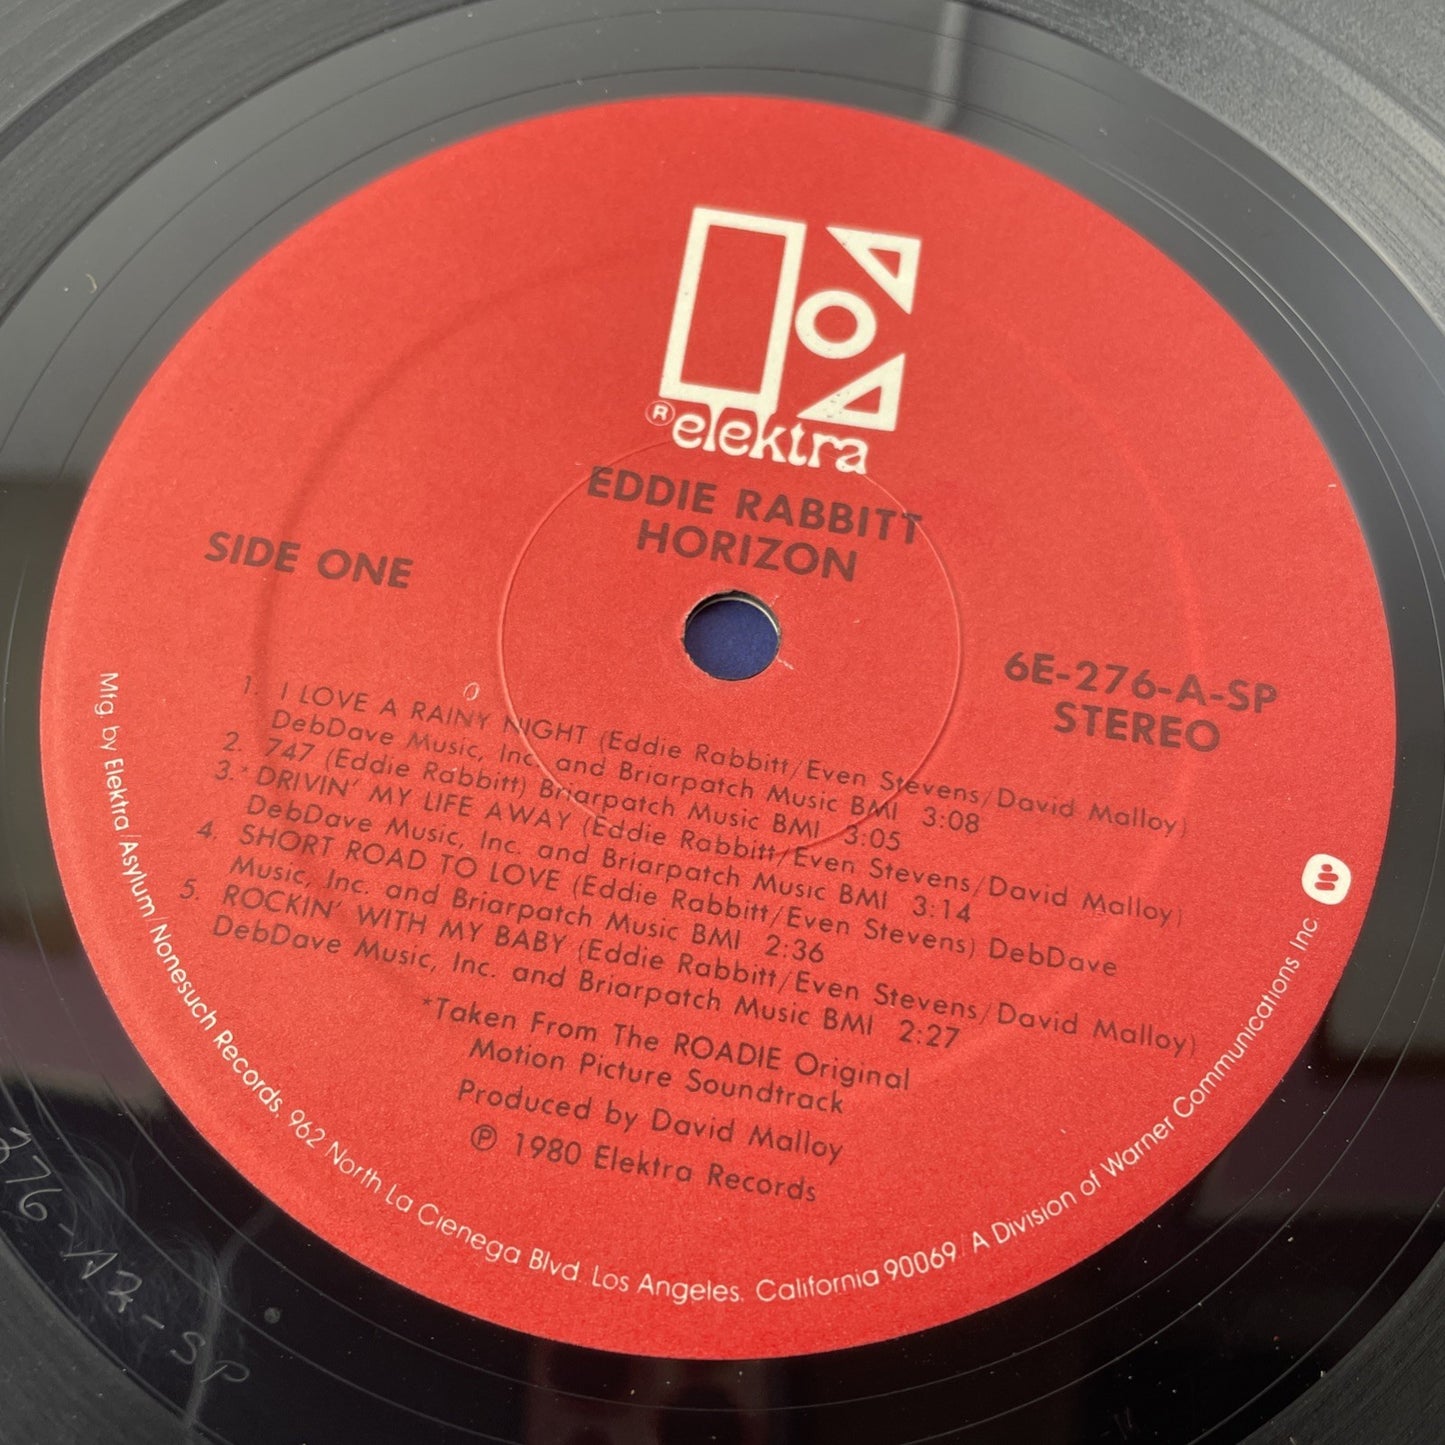 ® elektra
EDDIE RABBITT
HORIZON
SIDE ONE
6E-276-A-SP
STEREO
1. I LOVE A RAINY NIGHT (Eddie Rabbitt/Even Stevens/David Malloy)
DebDave Music, Inc. and Briarpatch Music BMI 3:08
2. 747 (Eddie Rabbitt) Briarpatch Music BMI 3:05
3.* DRIVIN' MY LIFE AWAY (Eddie Rabbitt/Even Stevens/David Malloy)
DebDave Music, Inc. and Briarpatch Music BMI 3:14
4. SHORT ROAD TO LOVE (Eddie Rabbitt/Even Stevens) DebDave
Music, Inc. and Briarpatch Music BMI 2:36
5. ROCKIN' WITH MY BABY (Eddie Rabbitt/Even Stevens/David Malloy)
DebDave Music, Inc. and Briarpatch Music BMI 2:27
*Taken From The ROADIE Original
Motion Picture Soundtrack
Produced by David Malloy
℗ 1980 Elektra Records
Mfg. by Elektra/Asylum/Nonesuch Records, 962 North La Cienega Blvd. Los Angeles, California 90069 A Division of Warner Communications Inc.